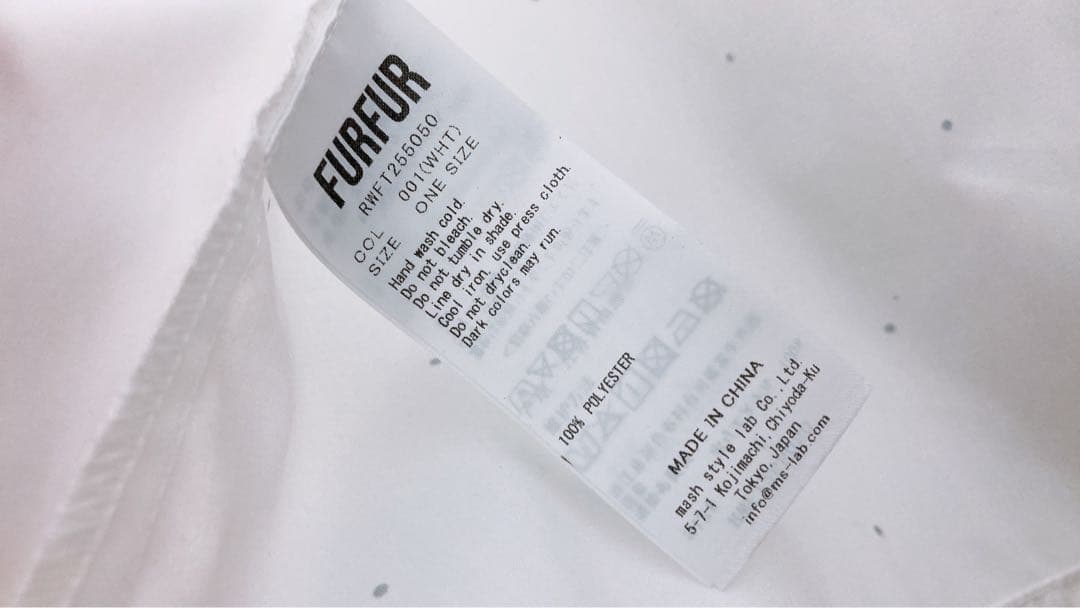 FURFUR
RWFT255050
COL 001(WHT)
SIZE ONE SIZE
Hand wash cold.
Do not bleach.
Do not tumble dry.
Line dry in shade.
Cool iron. use press cloth.
Do not dryclean.
Dark colors may run.
100% POLYESTER
MADE IN CHINA
mash style lab Co.,Ltd.
5-7-1 Kojimachi, Chiyoda-Ku
Tokyo, Japan
info@ms-lab.com